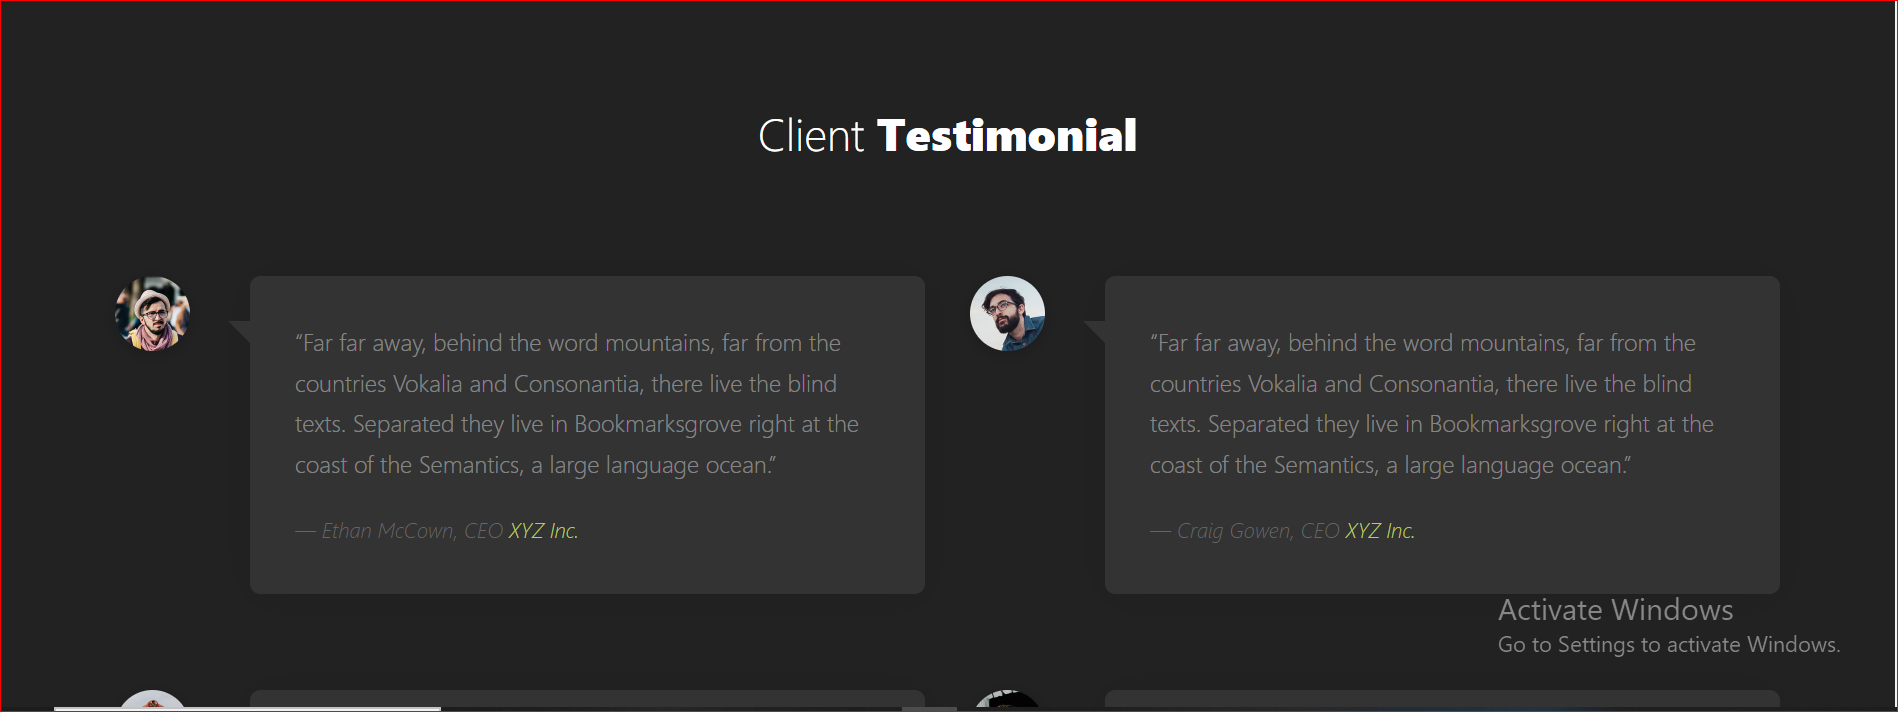 Client Testimonial
“Far far away, behind the word mountains, far from the
countries Vokalia and Consonantia, there live the blind
texts. Separated they live in Bookmarksgrove right at the
coast of the Semantics, a large language ocean.”
— Ethan McCown, CEO XYZ Inc.
“Far far away, behind the word mountains, far from the
countries Vokalia and Consonantia, there live the blind
texts. Separated they live in Bookmarksgrove right at the
coast of the Semantics, a large language ocean.”
— Craig Gowen, CEO XYZ Inc.
Activate Windows
Go to Settings to activate Windows.